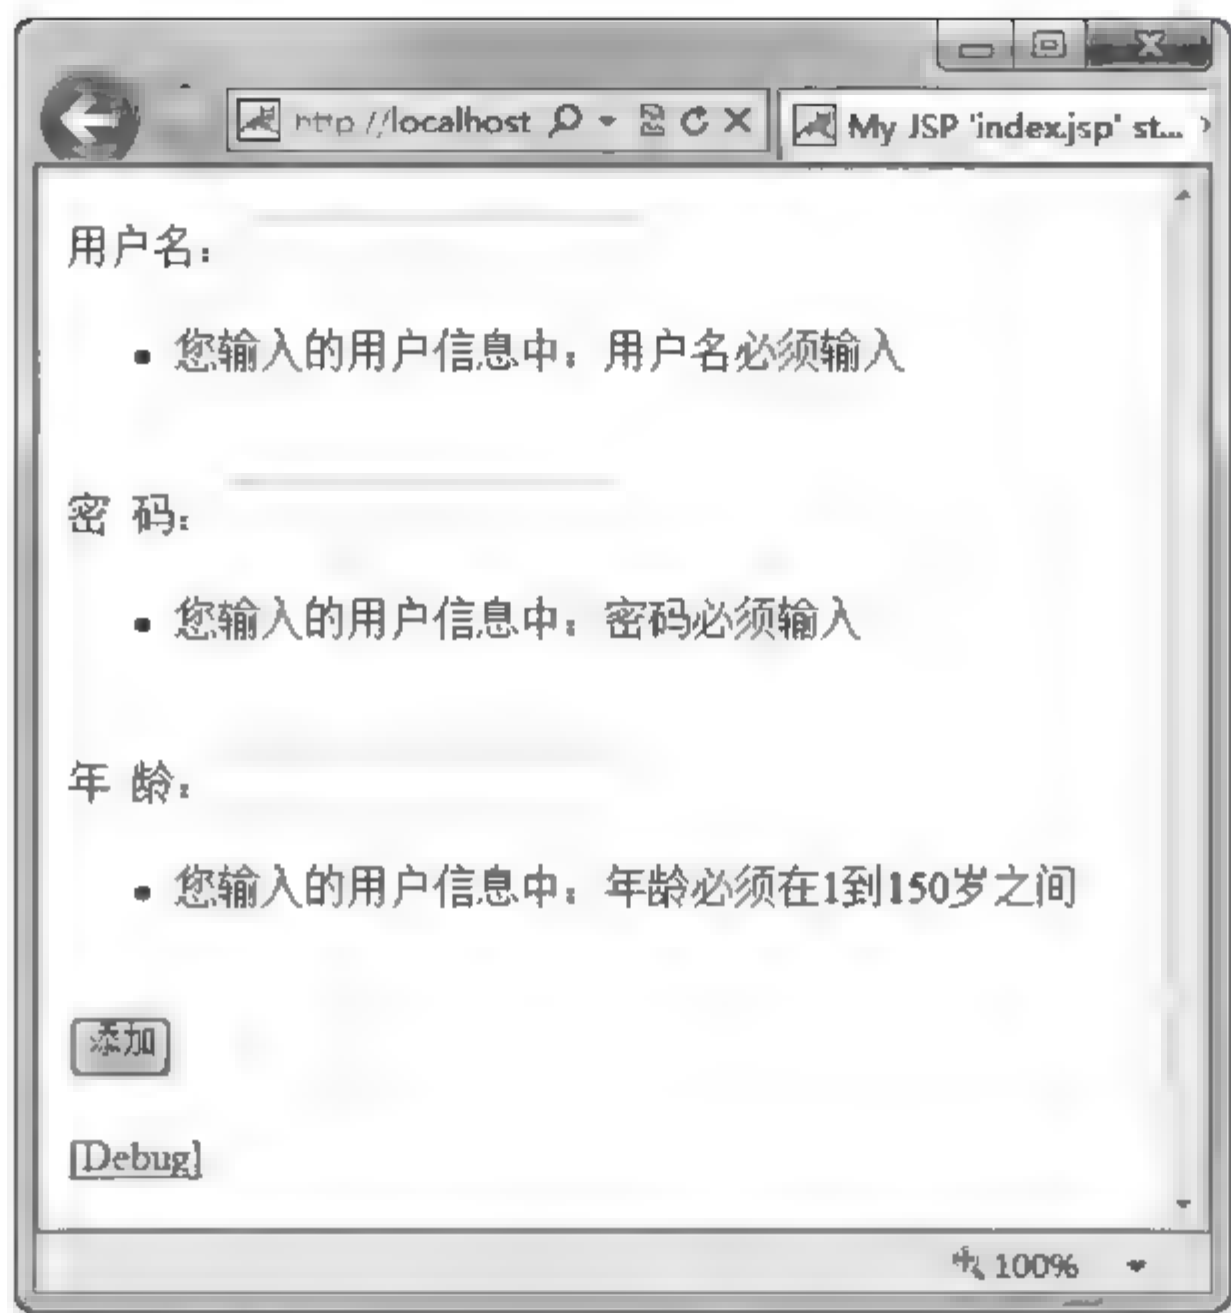 http://localhost
My JSP 'index.jsp' st...
用户名：
• 您输入的用户信息中：用户名必须输入
密 码：
• 您输入的用户信息中：密码必须输入
年 龄：
• 您输入的用户信息中：年龄必须在1到150岁之间
添加
[Debug]
100%